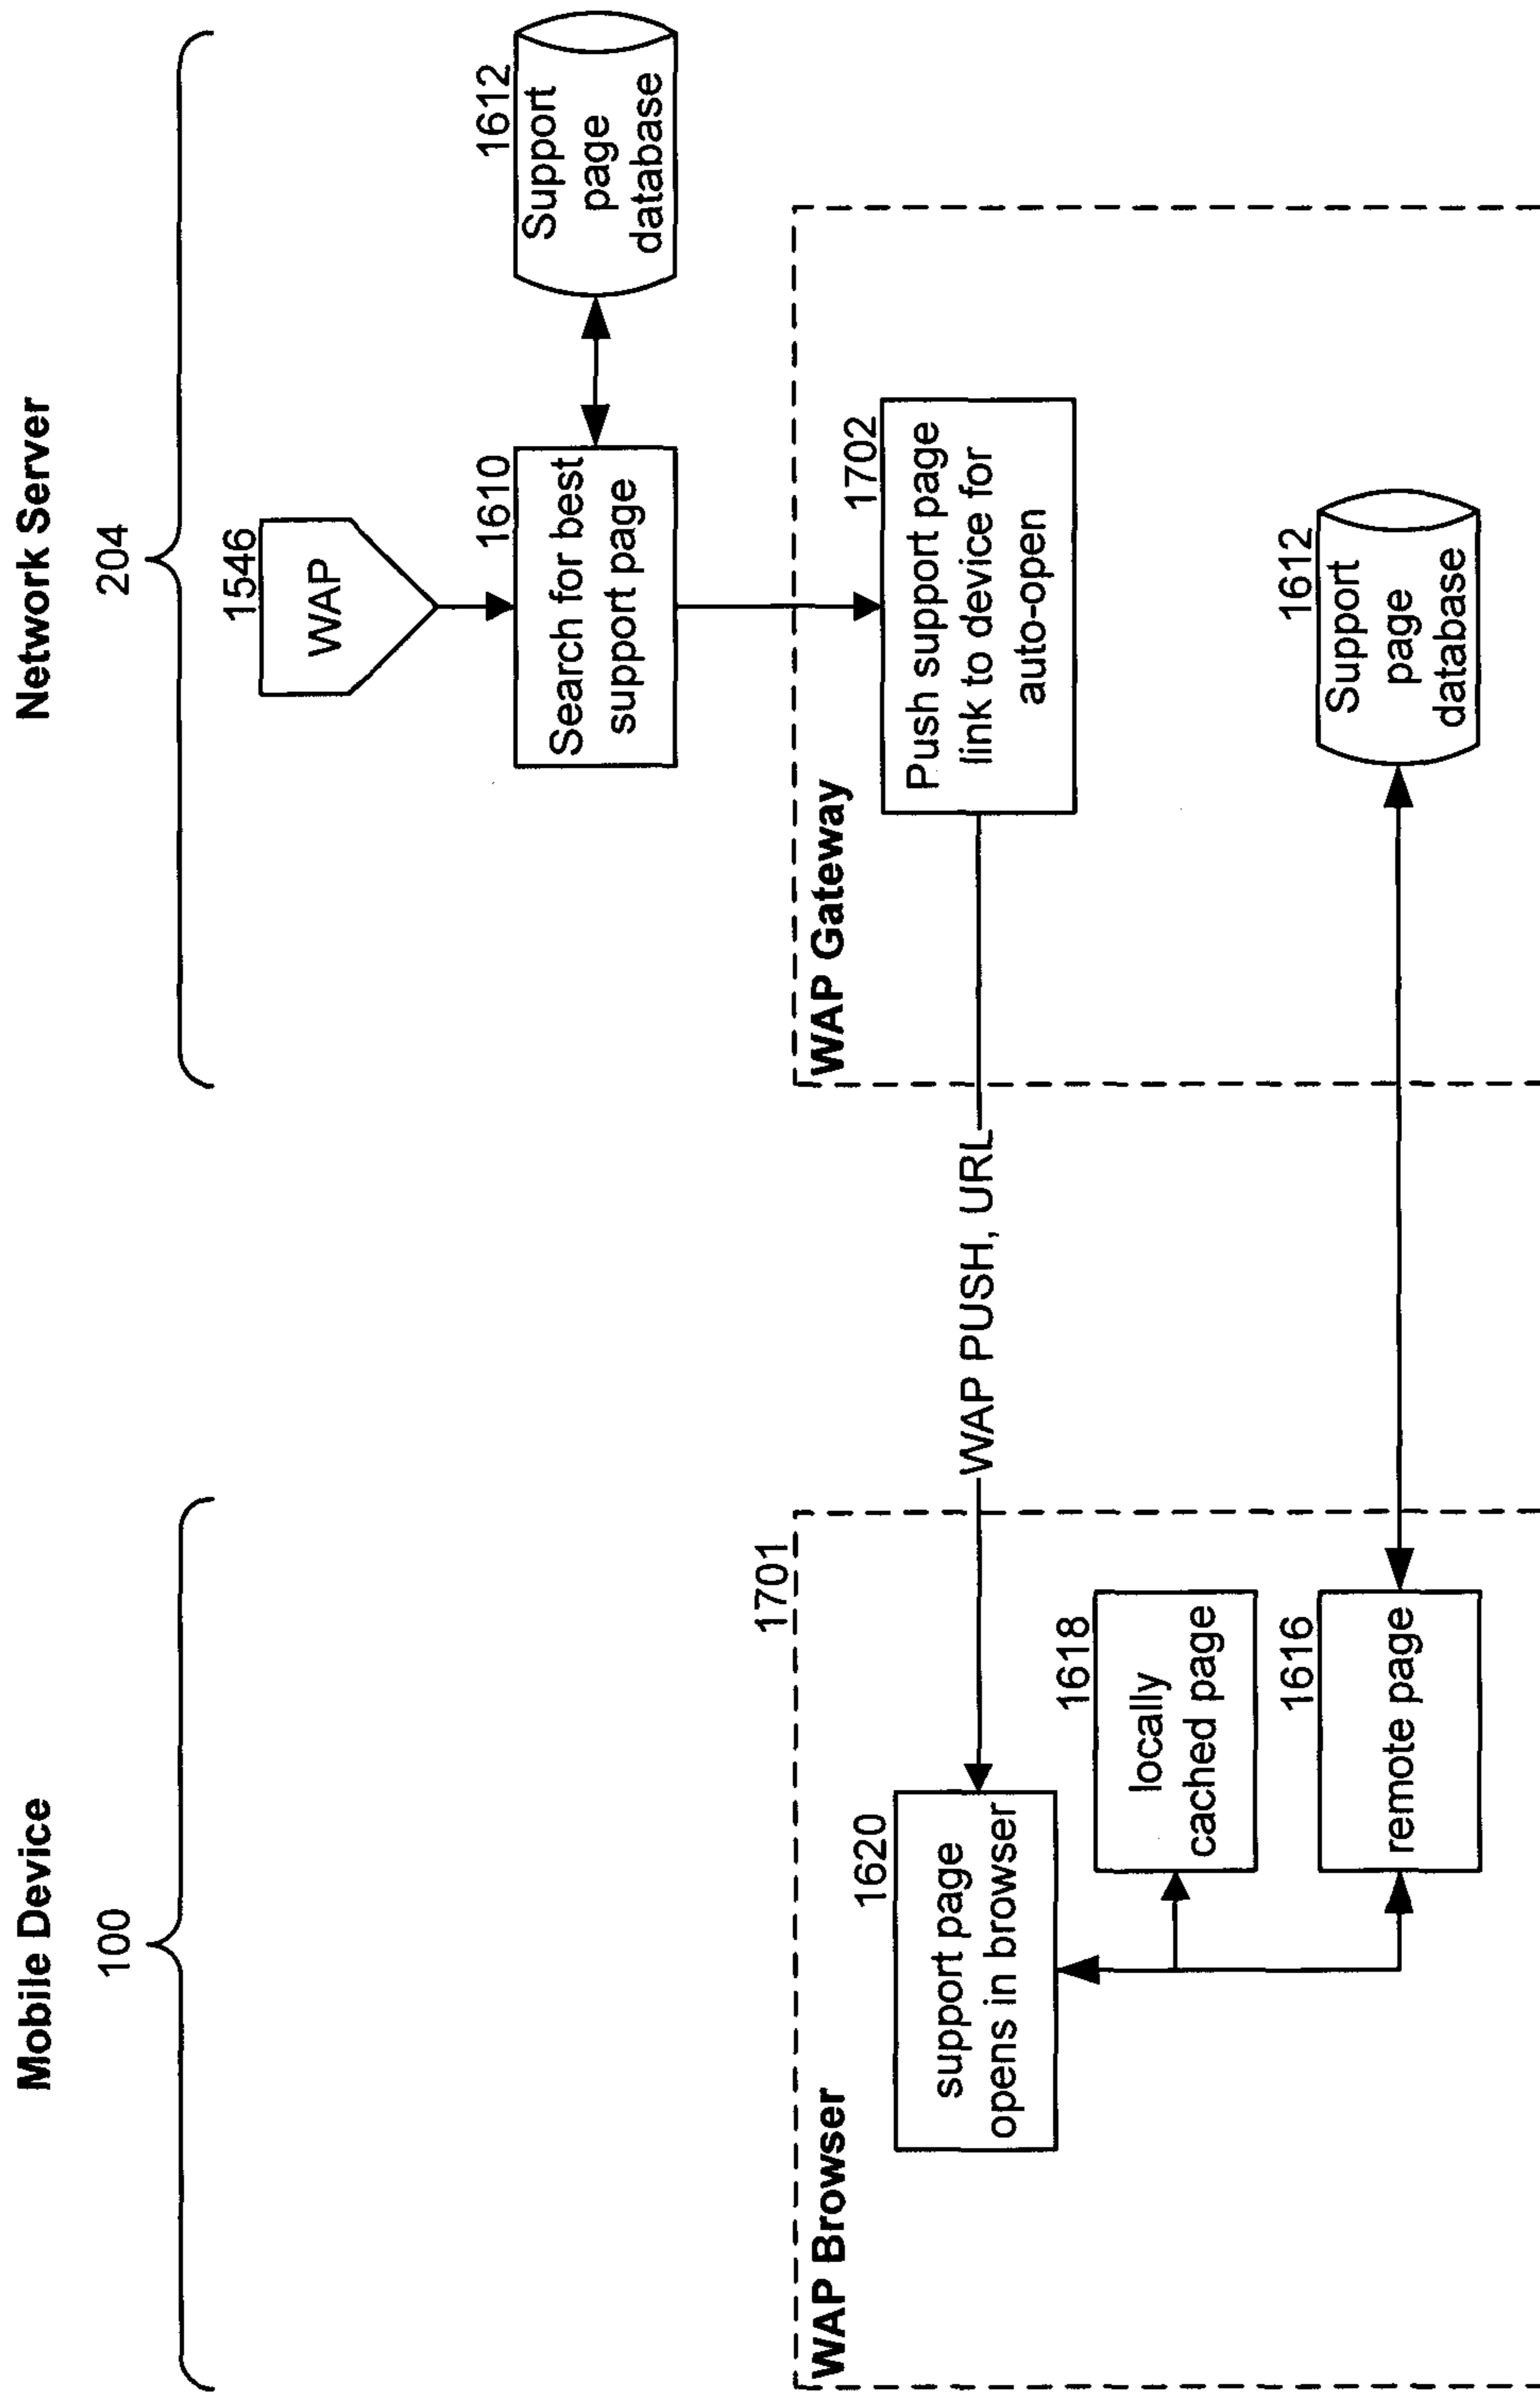 Mobile Device
100
Network Server
204
1546
WAP
1610
Search for best
support page
1612
Support
page
database
1701
WAP Browser
WAP Gateway
1620
support page
opens in browser
WAP PUSH, URL
1702
Push support page
link to device for
auto-open
1618
locally
cached page
1616
remote page
1612
Support
page
database